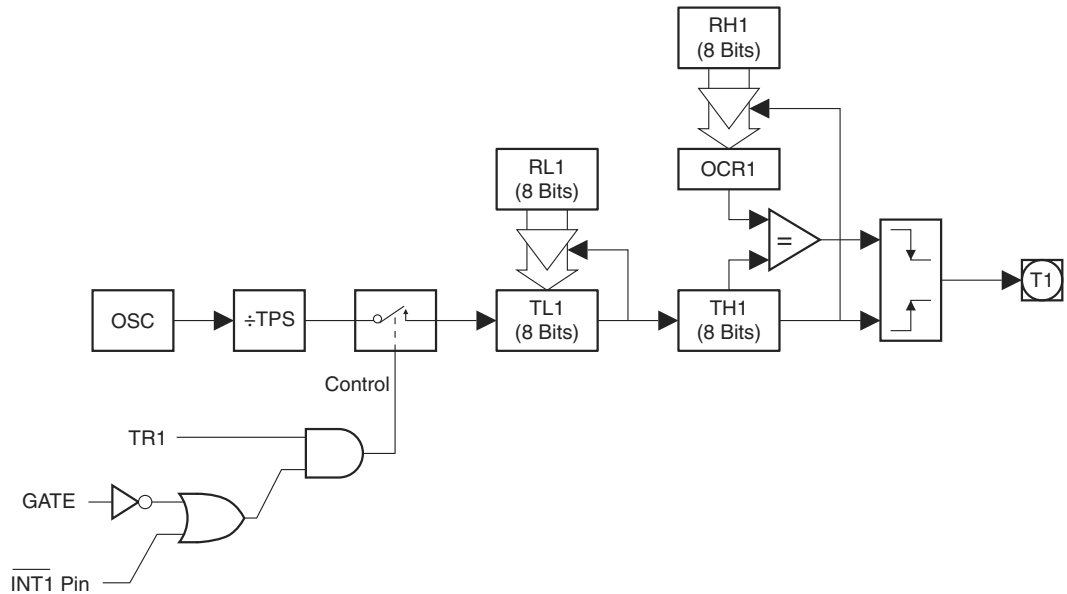 RH1
(8 Bits)
RL1
(8 Bits)
OCR1
=
OSC
÷TPS
TL1
(8 Bits)
TH1
(8 Bits)
T1
Control
TR1
GATE
I̅N̅T̅1̅ Pin